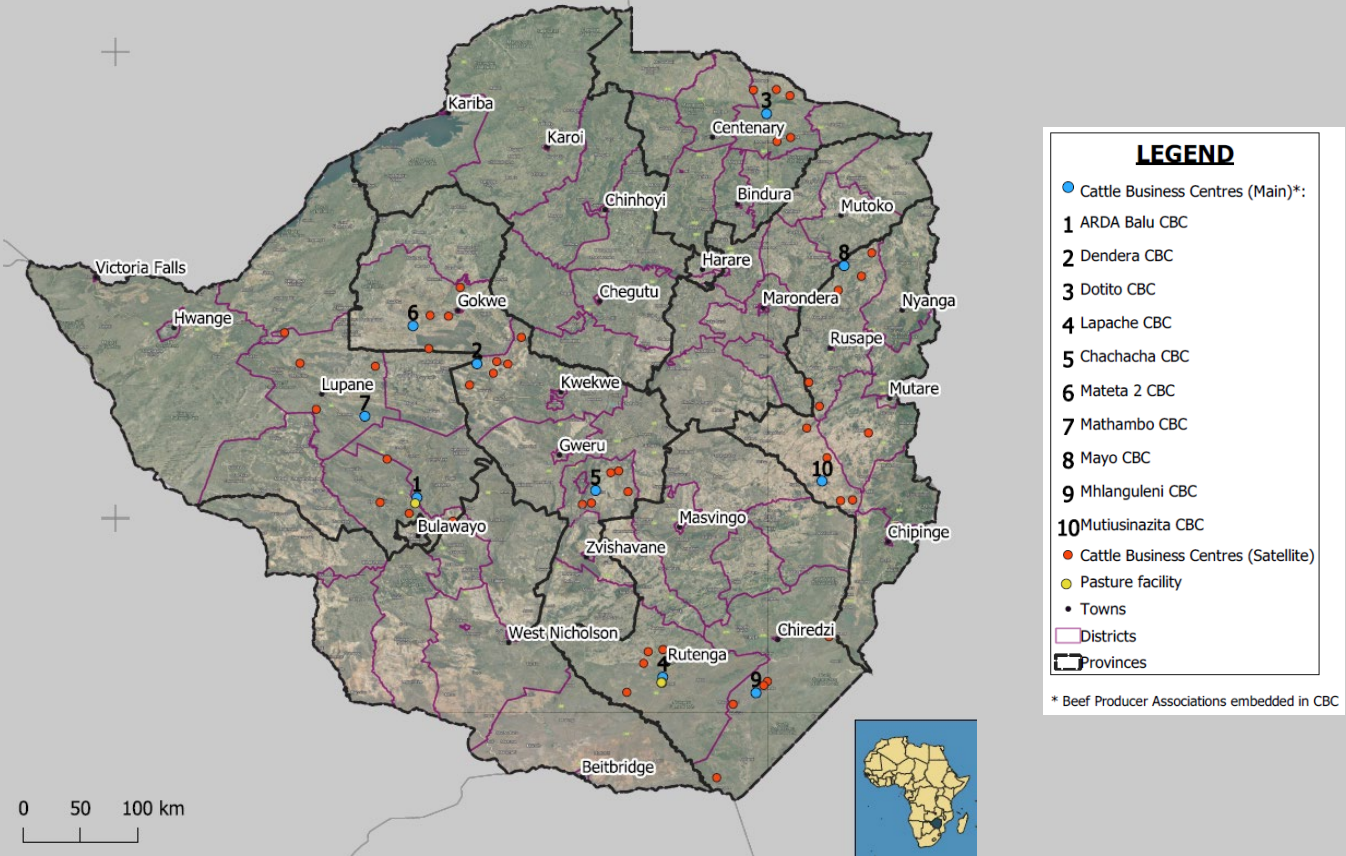 Kariba
Karoi
3
Centenary
Chinhoyi
Bindura
Mutoko
Harare
8
Victoria Falls
Hwange
Gokwe
6
Chegutu
Marondera
Nyanga
Rusape
2
Lupane
7
Kwekwe
Mutare
Gweru
5
10
1
Bulawayo
Masvingo
Zvishavane
Chipinge
West Nicholson
Chiredzi
Rutenga
4
9
Beitbridge
0 50 100 km
LEGEND
Cattle Business Centres (Main)*:
1 ARDA Balu CBC
2 Dendera CBC
3 Dotito CBC
4 Lapache CBC
5 Chachacha CBC
6 Mateta 2 CBC
7 Mathambo CBC
8 Mayo CBC
9 Mhlanguleni CBC
10 Mutiusinazita CBC
Cattle Business Centres (Satellite)
Pasture facility
Towns
Districts
Provinces
* Beef Producer Associations embedded in CBC